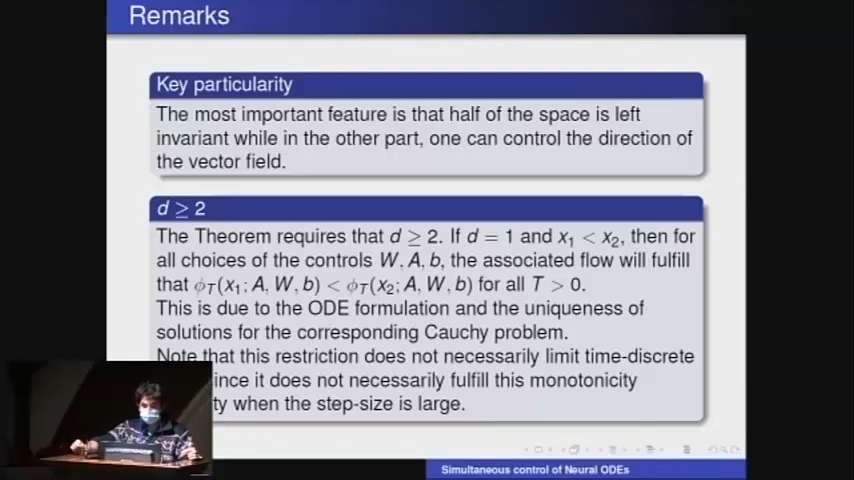 Remarks
Key particularity
The most important feature is that half of the space is left
invariant while in the other part, one can control the direction of
the vector field.
d ≥ 2
The Theorem requires that d ≥ 2. If d = 1 and x₁ < x₂, then for
all choices of the controls W, A, b, the associated flow will fulfill
that ϕ_T(x₁; A, W, b) < ϕ_T(x₂; A, W, b) for all T > 0.
This is due to the ODE formulation and the uniqueness of
solutions for the corresponding Cauchy problem.
Note that this restriction does not necessarily limit time-discrete
ince it does not necessarily fulfill this monotonicity
ty when the step-size is large.
Simultaneous control of Neural ODEs